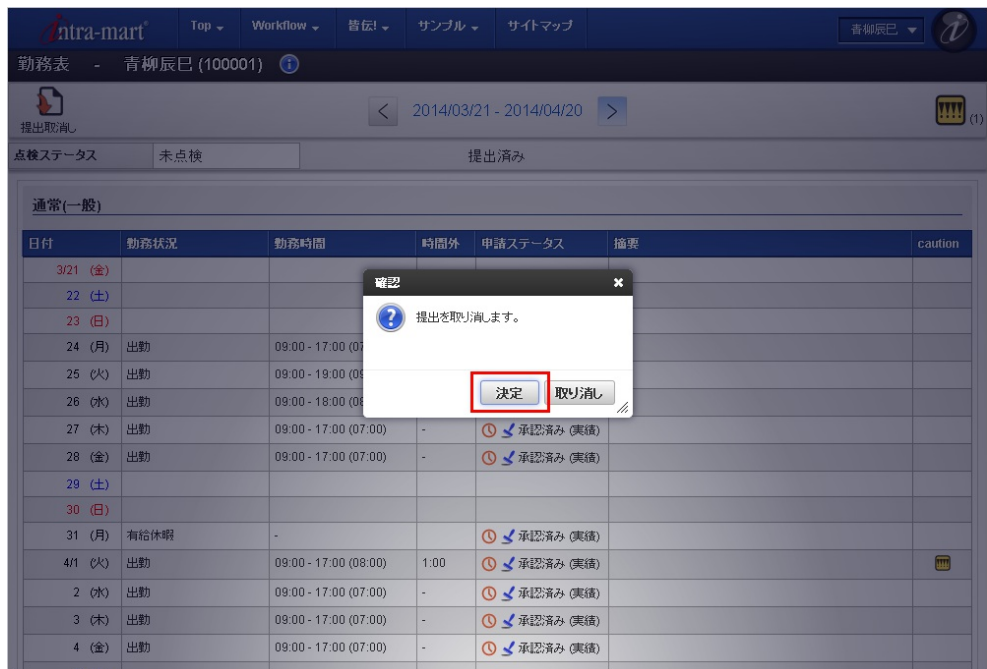 intra-mart Top Workflow 皆伝! サンプル サイトマップ 青柳辰巳
勤務表 - 青柳辰巳 (100001)
提出取消し 2014/03/21 - 2014/04/20 (1)
点検ステータス 未点検 提出済み
通常(一般)
日付 勤務状況 勤務時間 時間外 申請ステータス 摘要 caution
3/21 (金)
22 (土)
23 (日)
24 (月) 出勤 09:00 - 17:00
25 (火) 出勤 09:00 - 19:00
26 (水) 出勤 09:00 - 18:00
確認
提出を取り消します。
決定 取り消し
27 (木) 出勤 09:00 - 17:00 (07:00) - 承認済み (実績)
28 (金) 出勤 09:00 - 17:00 (07:00) - 承認済み (実績)
29 (土)
30 (日)
31 (月) 有給休暇 - 承認済み (実績)
4/1 (火) 出勤 09:00 - 17:00 (08:00) 1:00 承認済み (実績)
2 (水) 出勤 09:00 - 17:00 (07:00) - 承認済み (実績)
3 (木) 出勤 09:00 - 17:00 (07:00) - 承認済み (実績)
4 (金) 出勤 09:00 - 17:00 (07:00) - 承認済み (実績)